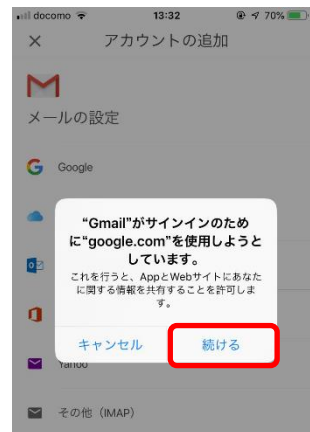 docomo 13:32 70%
アカウントの追加
メールの設定
Google
"Gmail"がサインインのため
に"google.com"を使用しようと
しています。
これを行うと、AppとWebサイトにあなた
に関する情報を共有することを許可しま
す。
キャンセル 続ける
Yahoo
その他（IMAP）